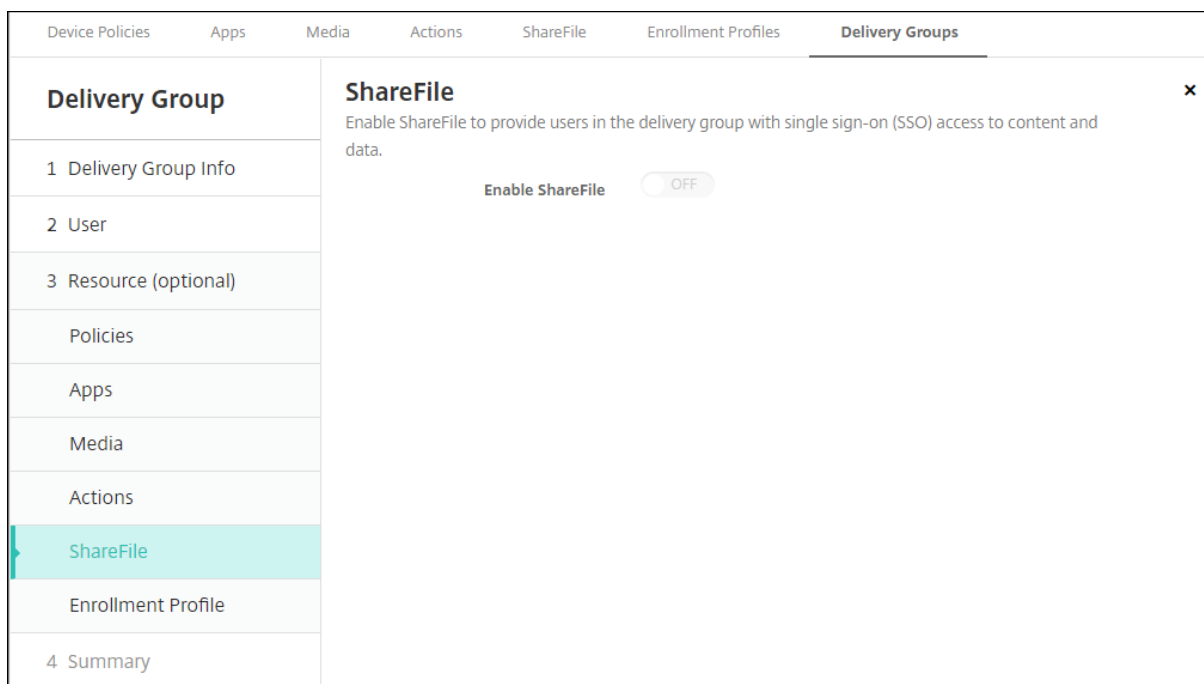 Device Policies Apps Media Actions ShareFile Enrollment Profiles Delivery Groups
Delivery Group
1 Delivery Group Info
2 User
3 Resource (optional)
Policies
Apps
Media
Actions
ShareFile
Enrollment Profile
4 Summary
ShareFile
Enable ShareFile to provide users in the delivery group with single sign-on (SSO) access to content and
data.
Enable ShareFile OFF